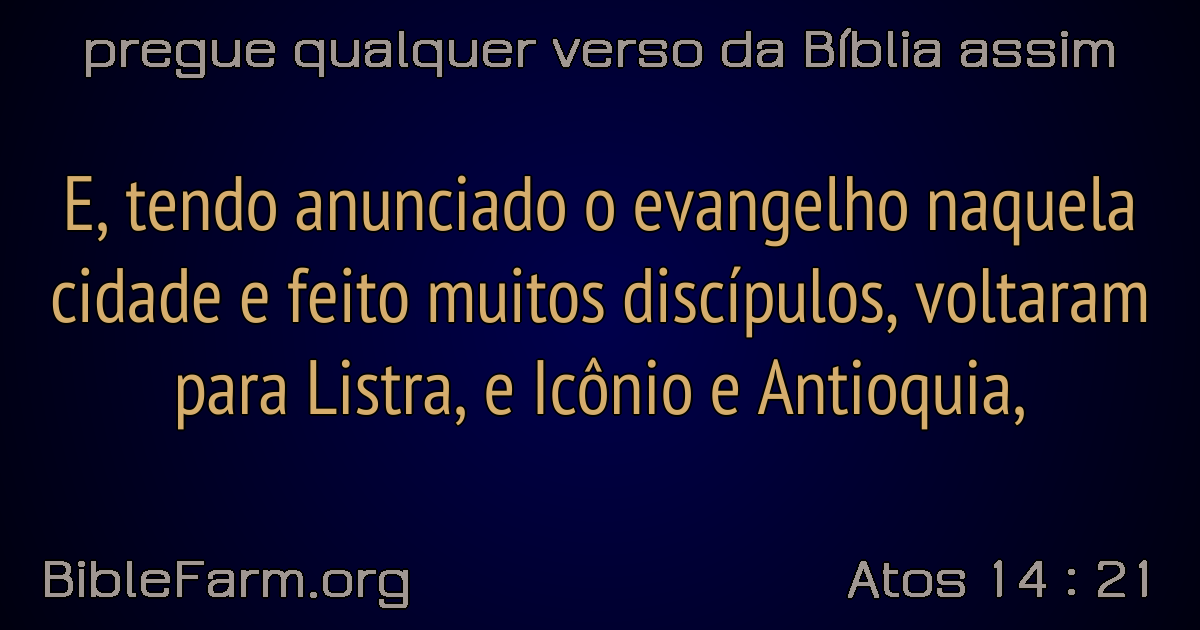 pregue qualquer verso da Bíblia assim
E, tendo anunciado o evangelho naquela
cidade e feito muitos discípulos, voltaram
para Listra, e Icônio e Antioquia,
BibleFarm.org
Atos 14 : 21